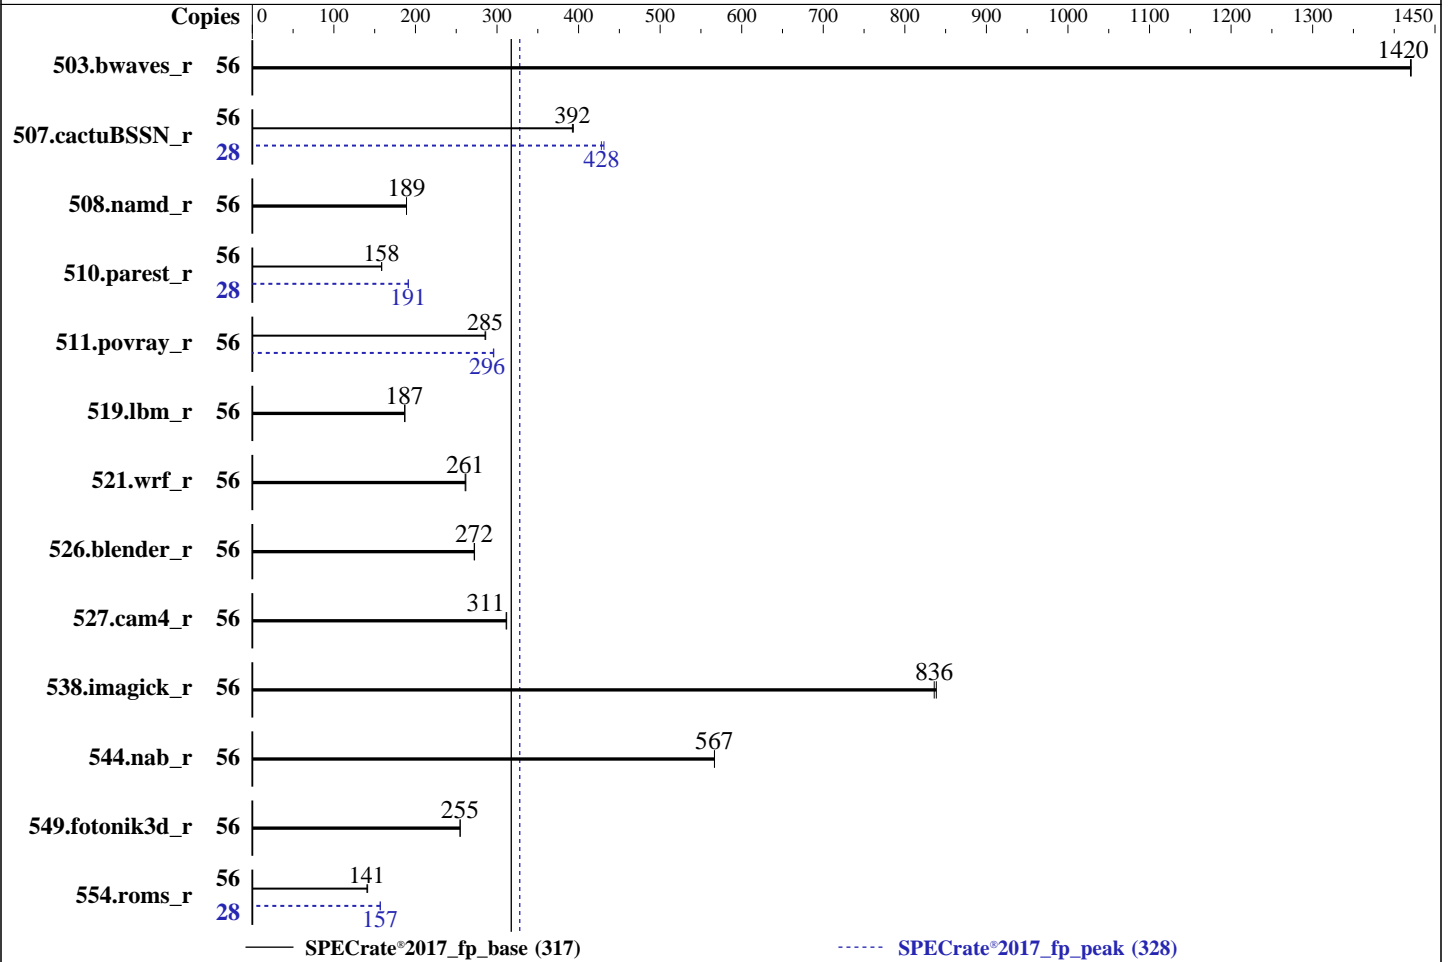 Copies 0 100 200 300 400 500 600 700 800 900 1000 1100 1200 1300 1450
503.bwaves_r 56 1420
507.cactuBSSN_r 56 392
28 428
508.namd_r 56 189
510.parest_r 56 158
28 191
511.povray_r 56 285
296
519.lbm_r 56 187
521.wrf_r 56 261
526.blender_r 56 272
527.cam4_r 56 311
538.imagick_r 56 836
544.nab_r 56 567
549.fotonik3d_r 56 255
554.roms_r 56 141
28 157
SPECrate®2017_fp_base (317) SPECrate®2017_fp_peak (328)